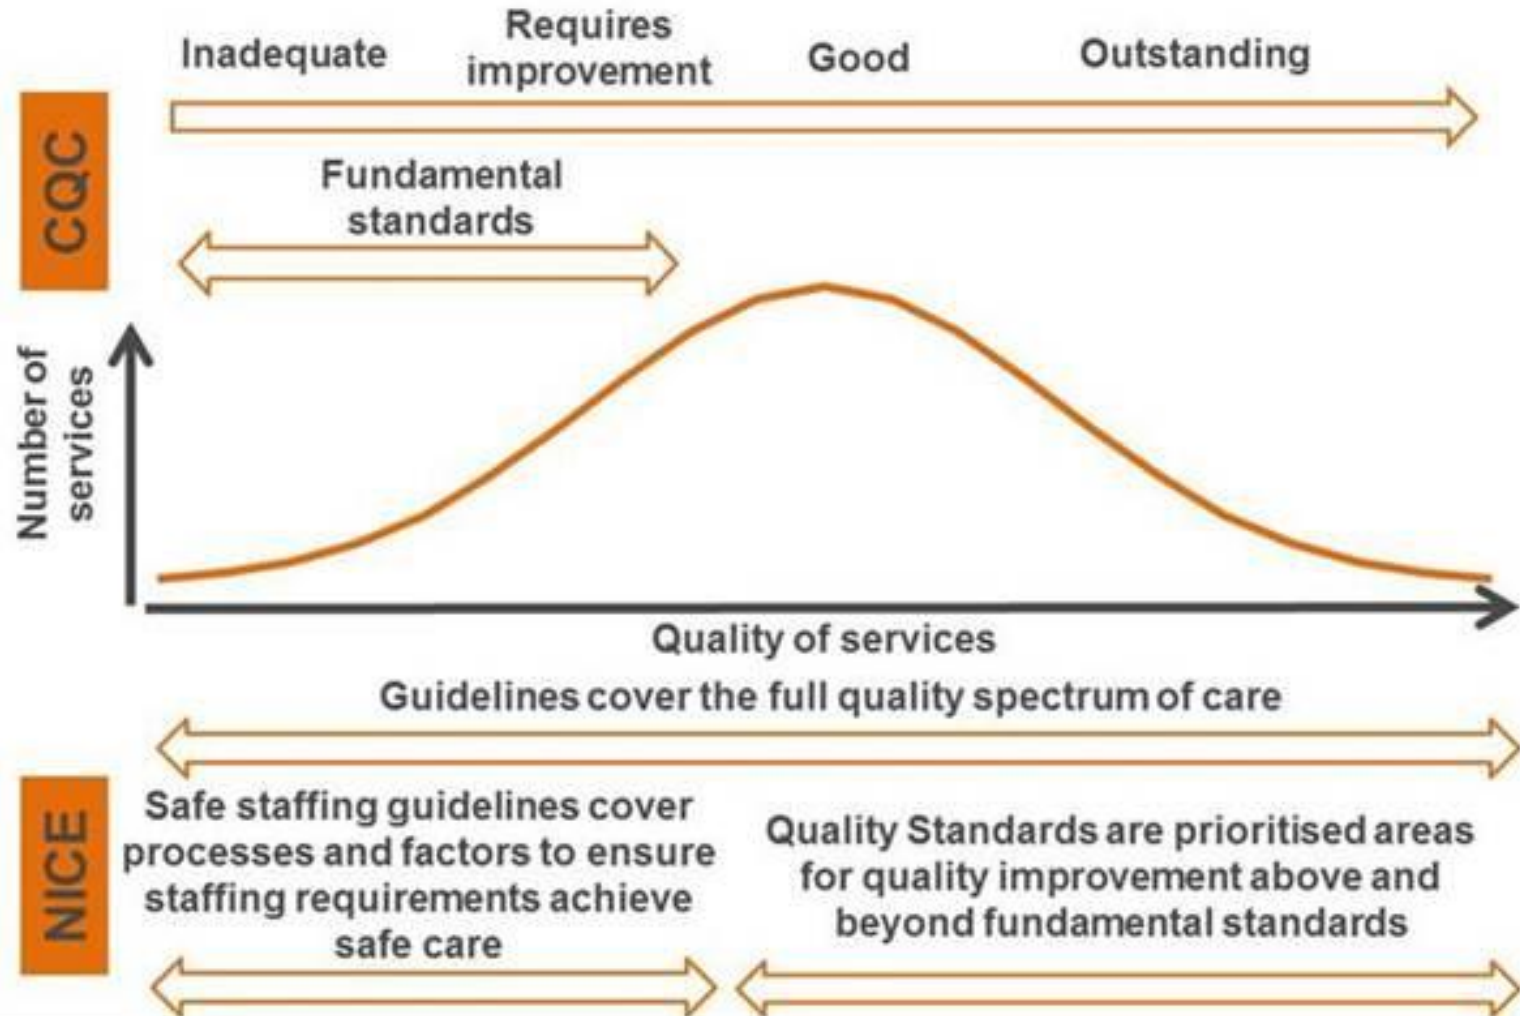 Inadequate
Requires
improvement
Good
Outstanding
CQC
Fundamental
standards
Number of
services
Quality of services
Guidelines cover the full quality spectrum of care
NICE
Safe staffing guidelines cover
processes and factors to ensure
staffing requirements achieve
safe care
Quality Standards are prioritised areas
for quality improvement above and
beyond fundamental standards